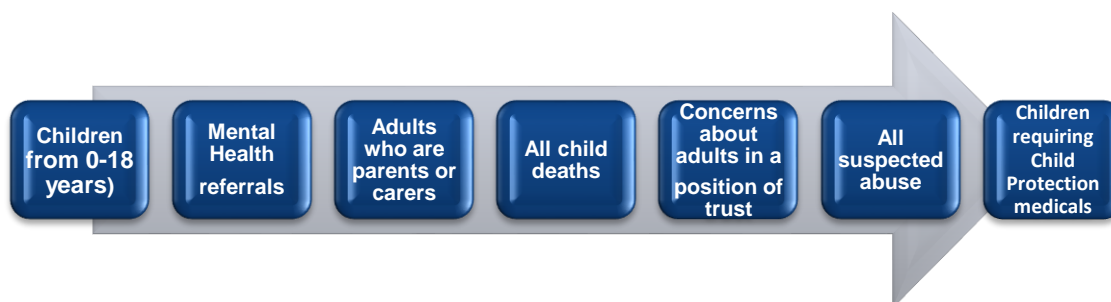 Children
from 0-18
years)
Mental
Health
referrals
Adults
who are
parents or
carers
All child
deaths
Concerns
about
adults in a
position of
trust
All
suspected
abuse
Children
requiring
Child
Protection
medicals